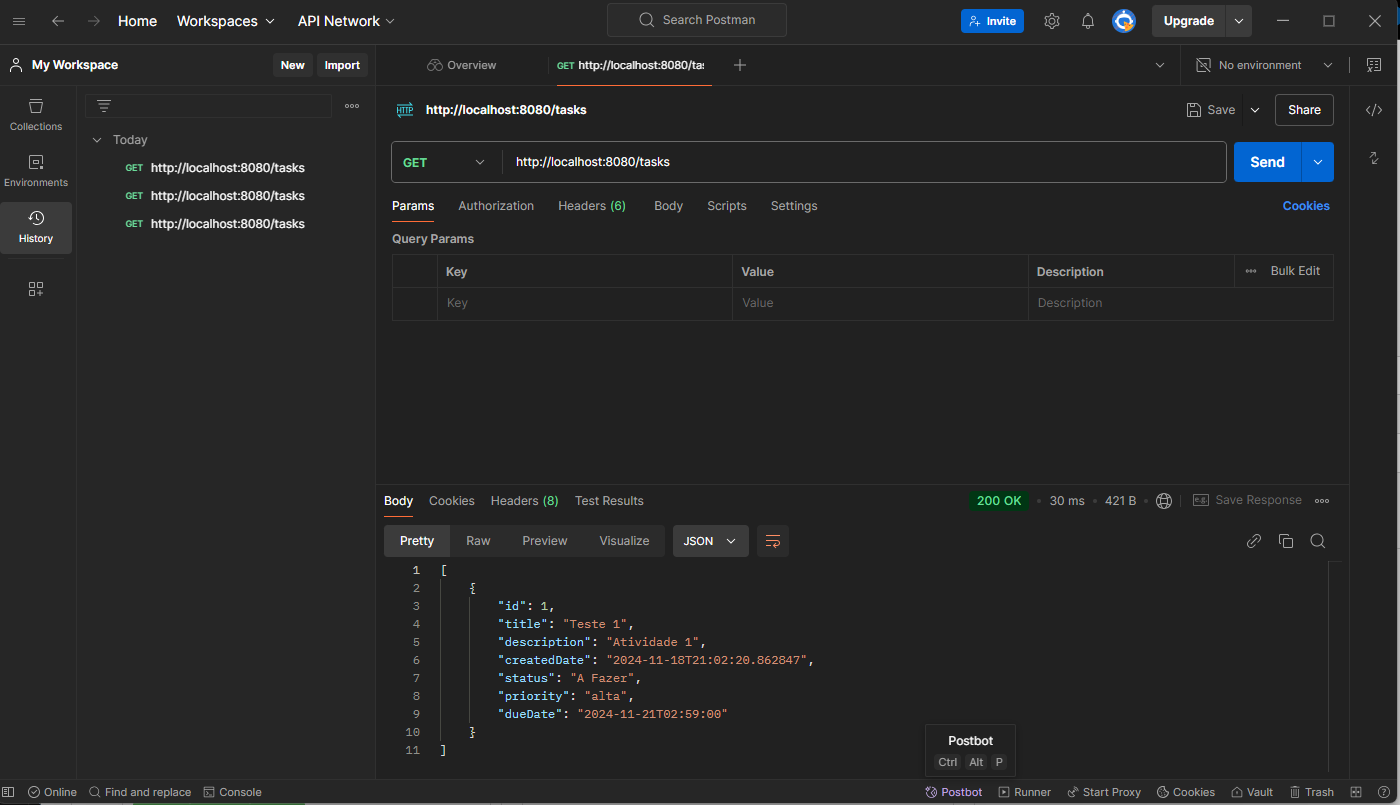 Home Workspaces API Network Search Postman Invite Upgrade
My Workspace New Import Overview GET http://localhost:8080/tas No environment
Collections
Environments
History
Today
GET http://localhost:8080/tasks
GET http://localhost:8080/tasks
GET http://localhost:8080/tasks
HTTP http://localhost:8080/tasks Save Share
GET http://localhost:8080/tasks Send
Params Authorization Headers (6) Body Scripts Settings Cookies
Query Params
Key Value Description Bulk Edit
Key Value Description
Body Cookies Headers (8) Test Results 200 OK 30 ms 421 B e.g. Save Response
Pretty Raw Preview Visualize JSON
1 [
2 {
3 "id": 1,
4 "title": "Teste 1",
5 "description": "Atividade 1",
6 "createdDate": "2024-11-18T21:02:20.862847",
7 "status": "A Fazer",
8 "priority": "alta",
9 "dueDate": "2024-11-21T02:59:00"
10 }
11 ]
Postbot
Ctrl Alt P
Online Find and replace Console Postbot Runner Start Proxy Cookies Vault Trash